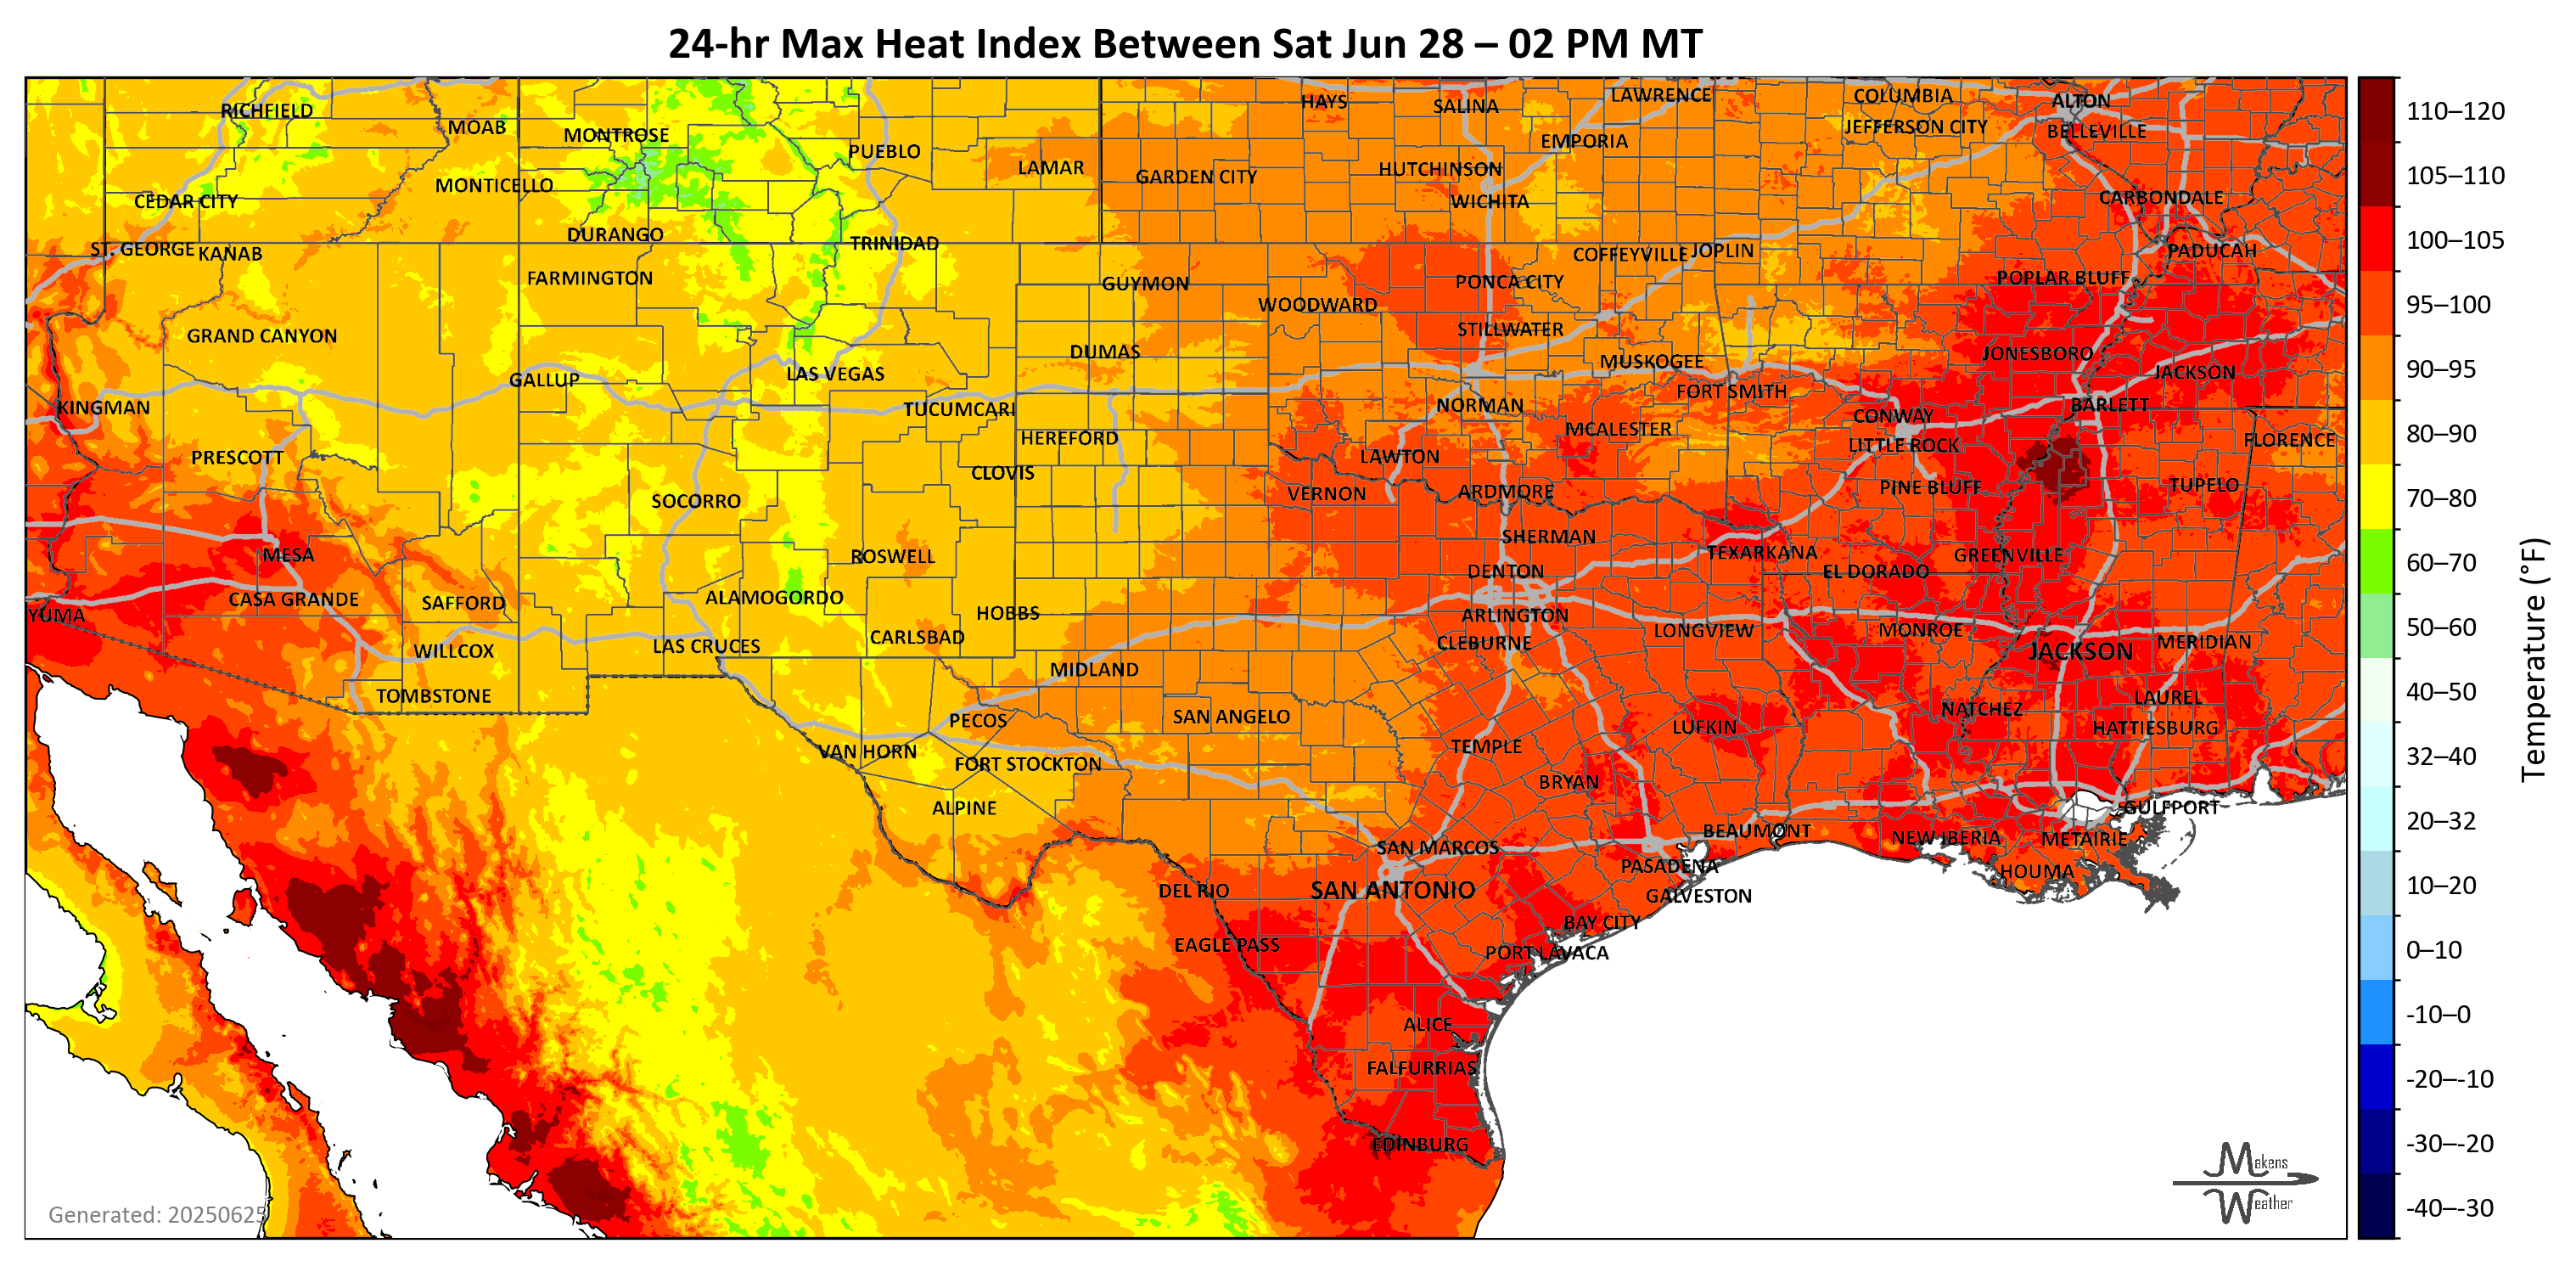 24-hr Max Heat Index Between Sat Jun 28 – 02 PM MT
RICHFIELD
MOAB
MONTROSE
PUEBLO
LAMAR
HAYS
SALINA
LAWRENCE
COLUMBIA
ALTON
JEFFERSON CITY
BELLEVILLE
EMPORIA
GARDEN CITY
HUTCHINSON
MONTICELLO
CEDAR CITY
WICHITA
CARBONDALE
DURANGO
TRINIDAD
ST. GEORGE
KANAB
COFFEYVILLE
JOPLIN
PADUCAH
FARMINGTON
GUYMON
PONCA CITY
POPLAR BLUFF
WOODWARD
GRAND CANYON
STILLWATER
DUMAS
MUSKOGEE
JONESBORO
GALLUP
LAS VEGAS
FORT SMITH
JACKSON
KINGMAN
TUCUMCARI
NORMAN
CONWAY
BARLETT
HEREFORD
MCALESTER
LITTLE ROCK
FLORENCE
PRESCOTT
CLOVIS
LAWTON
SOCORRO
VERNON
ARDMORE
PINE BLUFF
TUPELO
SHERMAN
MESA
ROSWELL
TEXARKANA
GREENVILLE
DENTON
EL DORADO
CASA GRANDE
SAFFORD
ALAMOGORDO
HOBBS
YUMA
ARLINGTON
LAS CRUCES
CARLSBAD
CLEBURNE
LONGVIEW
MONROE
MERIDIAN
WILLCOX
JACKSON
MIDLAND
TOMBSTONE
LAUREL
PECOS
SAN ANGELO
NATCHEZ
LUFKIN
HATTIESBURG
VAN HORN
FORT STOCKTON
TEMPLE
BRYAN
ALPINE
GULFPORT
BEAUMONT
NEW IBERIA
METAIRIE
SAN MARCOS
PASADENA
HOUMA
DEL RIO
SAN ANTONIO
GALVESTON
BAY CITY
EAGLE PASS
PORT LAVACA
ALICE
FALFURRIAS
EDINBURG
Generated: 20250625
Makens
Weather
110–120
105–110
100–105
95–100
90–95
80–90
70–80
60–70
50–60
40–50
32–40
20–32
10–20
0–10
-10–0
-20–-10
-30–-20
-40–-30
Temperature (°F)